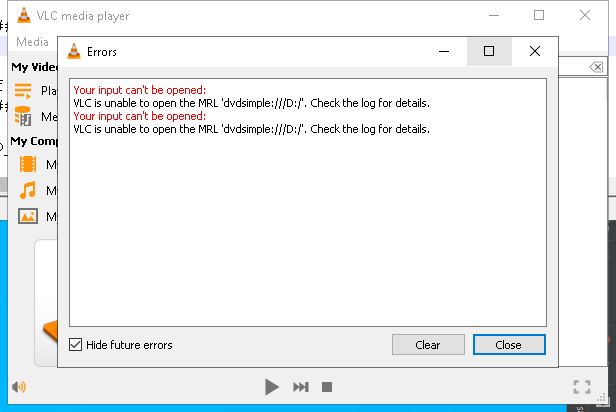 VLC media player
Media
Errors
My Video
Pla
Me
My Comp
My
My
My
Your input can't be opened:
VLC is unable to open the MRL 'dvdsimple:///D:/'. Check the log for details.
Your input can't be opened:
VLC is unable to open the MRL 'dvdsimple:///D:/'. Check the log for details.
Hide future errors
Clear
Close